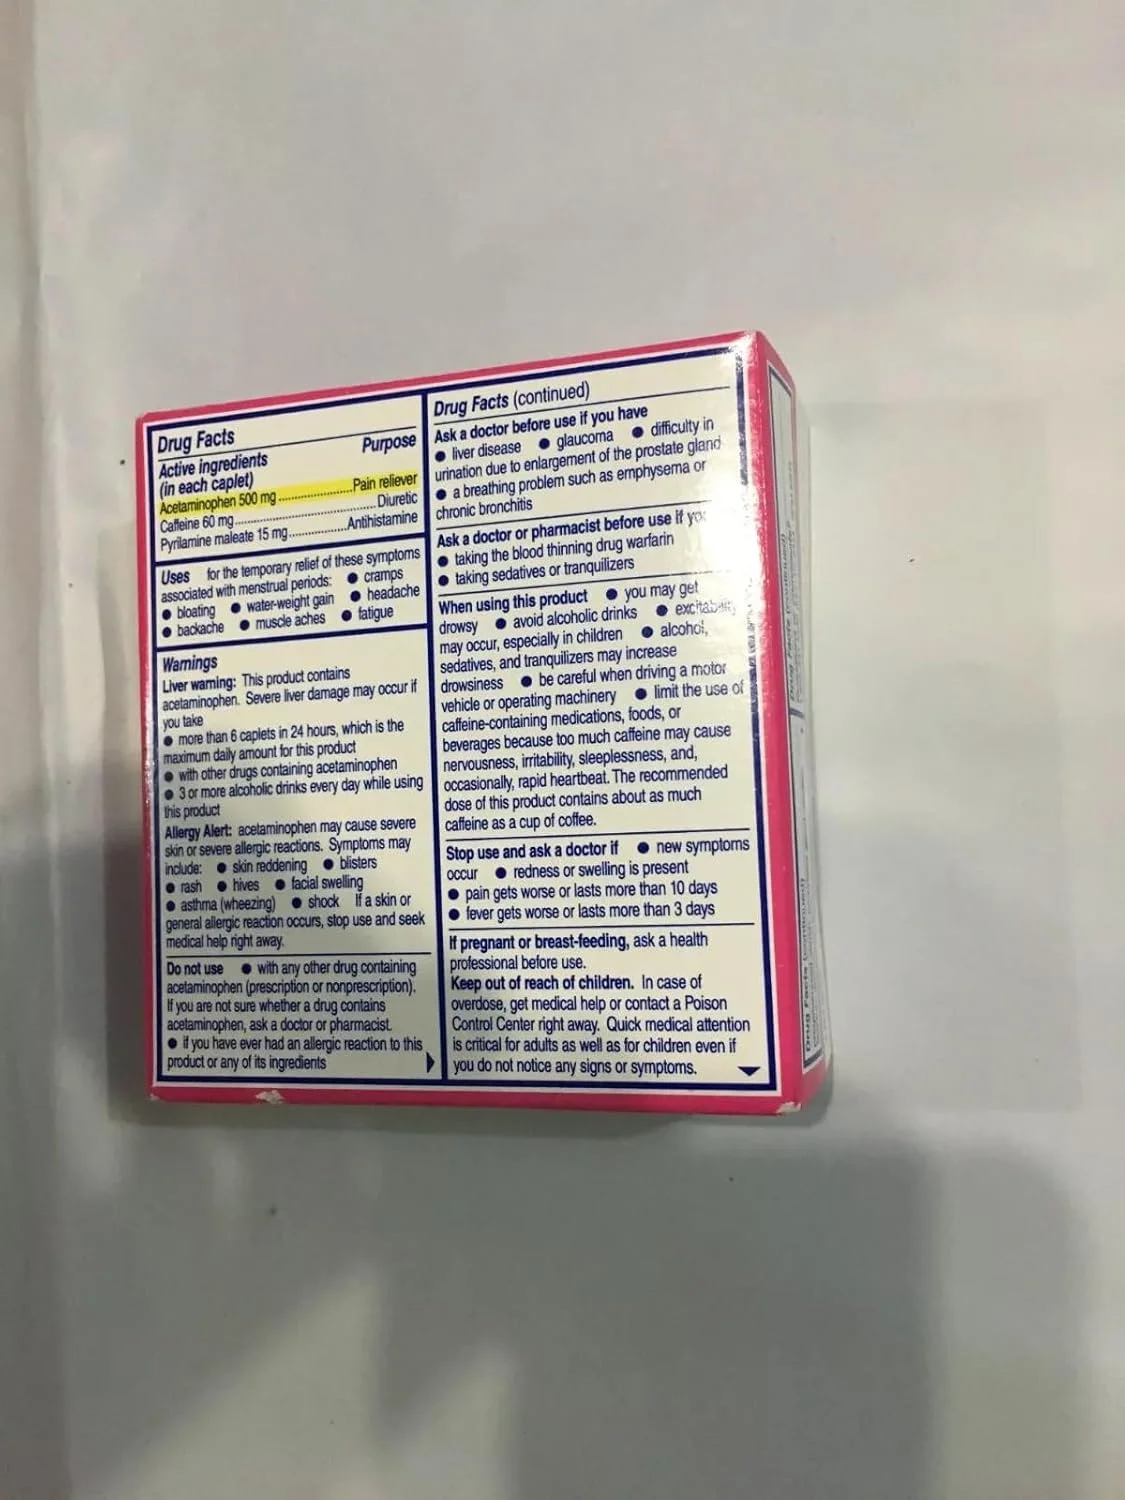 Drug Facts
Active ingredients Purpose
(in each caplet)
Acetaminophen 500 mg ......................Pain reliever
Caffeine 60 mg..........................................Diuretic
Pyrilamine maleate 15 mg.................Antihistamine
Uses for the temporary relief of these symptoms
associated with menstrual periods: ● cramps
● bloating ● water-weight gain ● headache
● backache ● muscle aches ● fatigue
Warnings
Liver warning: This product contains
acetaminophen. Severe liver damage may occur if
you take
● more than 6 caplets in 24 hours, which is the
maximum daily amount for this product
● with other drugs containing acetaminophen
● 3 or more alcoholic drinks every day while using
this product
Allergy Alert: acetaminophen may cause severe
skin or severe allergic reactions. Symptoms may
include: ● skin reddening ● blisters
● rash ● hives ● facial swelling
● asthma (wheezing) ● shock If a skin or
general allergic reaction occurs, stop use and seek
medical help right away.
Do not use ● with any other drug containing
acetaminophen (prescription or nonprescription).
If you are not sure whether a drug contains
acetaminophen, ask a doctor or pharmacist.
● if you have ever had an allergic reaction to this
product or any of its ingredients
Drug Facts (continued)
Ask a doctor before use if you have
● liver disease ● glaucoma ● difficulty in
urination due to enlargement of the prostate gland
● a breathing problem such as emphysema or
chronic bronchitis
Ask a doctor or pharmacist before use if you
● taking the blood thinning drug warfarin
● taking sedatives or tranquilizers
When using this product ● you may get
drowsy ● avoid alcoholic drinks ● excitability
may occur, especially in children ● alcohol,
sedatives, and tranquilizers may increase
drowsiness ● be careful when driving a motor
vehicle or operating machinery ● limit the use of
caffeine-containing medications, foods, or
beverages because too much caffeine may cause
nervousness, irritability, sleeplessness, and,
occasionally, rapid heartbeat. The recommended
dose of this product contains about as much
caffeine as a cup of coffee.
Stop use and ask a doctor if ● new symptoms
occur ● redness or swelling is present
● pain gets worse or lasts more than 10 days
● fever gets worse or lasts more than 3 days
If pregnant or breast-feeding, ask a health
professional before use.
Keep out of reach of children. In case of
overdose, get medical help or contact a Poison
Control Center right away. Quick medical attention
is critical for adults as well as for children even if
you do not notice any signs or symptoms.
Drug Facts (continued)
Drug Facts (continued)